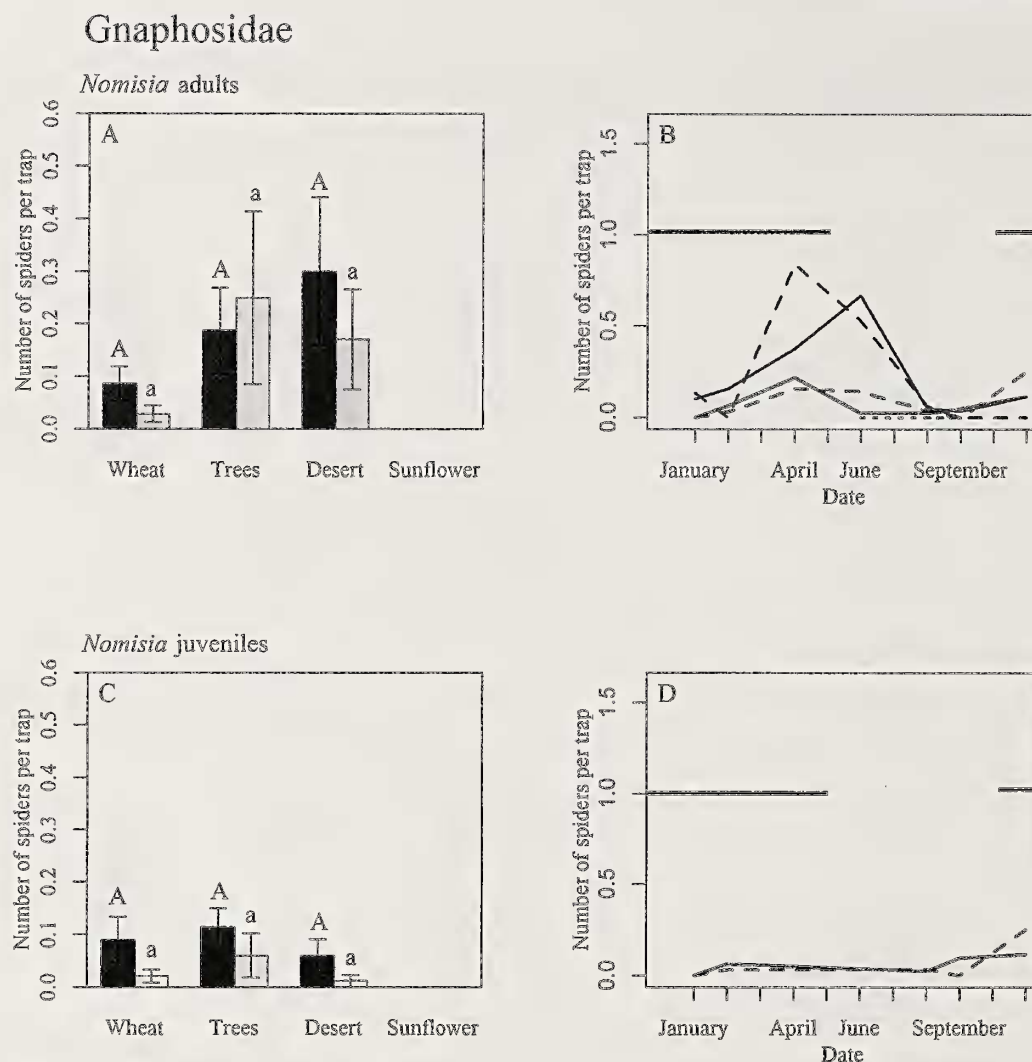 Gnaphosidae
Nomisia adults
A
Number of spiders per trap
0.6
0.5
0.4
0.3
0.2
0.1
0.0
A
a
A
a
A
a
Wheat Trees Desert Sunflower
B
Number of spiders per trap
1.5
1.0
0.5
0.0
January April June September
Date
Nomisia juveniles
C
Number of spiders per trap
0.6
0.5
0.4
0.3
0.2
0.1
0.0
A
a
A
a
A
a
Wheat Trees Desert Sunflower
D
Number of spiders per trap
1.5
1.0
0.5
0.0
January April June September
Date